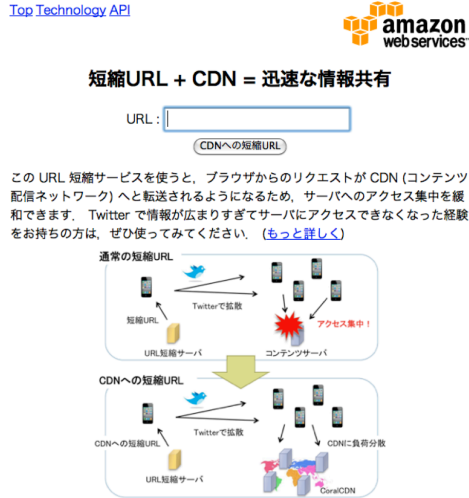 Top Technology API
amazon
web services™
短縮URL + CDN = 迅速な情報共有
URL :
CDNへの短縮URL
この URL 短縮サービスを使うと，ブラウザからのリクエストが CDN (コンテンツ
配信ネットワーク) へと転送されるようになるため，サーバへのアクセス集中を緩
和できます． Twitter で情報が広まりすぎてサーバにアクセスできなくなった経験
をお持ちの方は，ぜひ使ってみてください． (もっと詳しく)
通常の短縮URL
Twitterで拡散
短縮URL
アクセス集中！
URL短縮サーバ
コンテンツサーバ
CDNへの短縮URL
Twitterで拡散
CDNへの短縮URL
CDNに負荷分散
URL短縮サーバ
CoralCDN